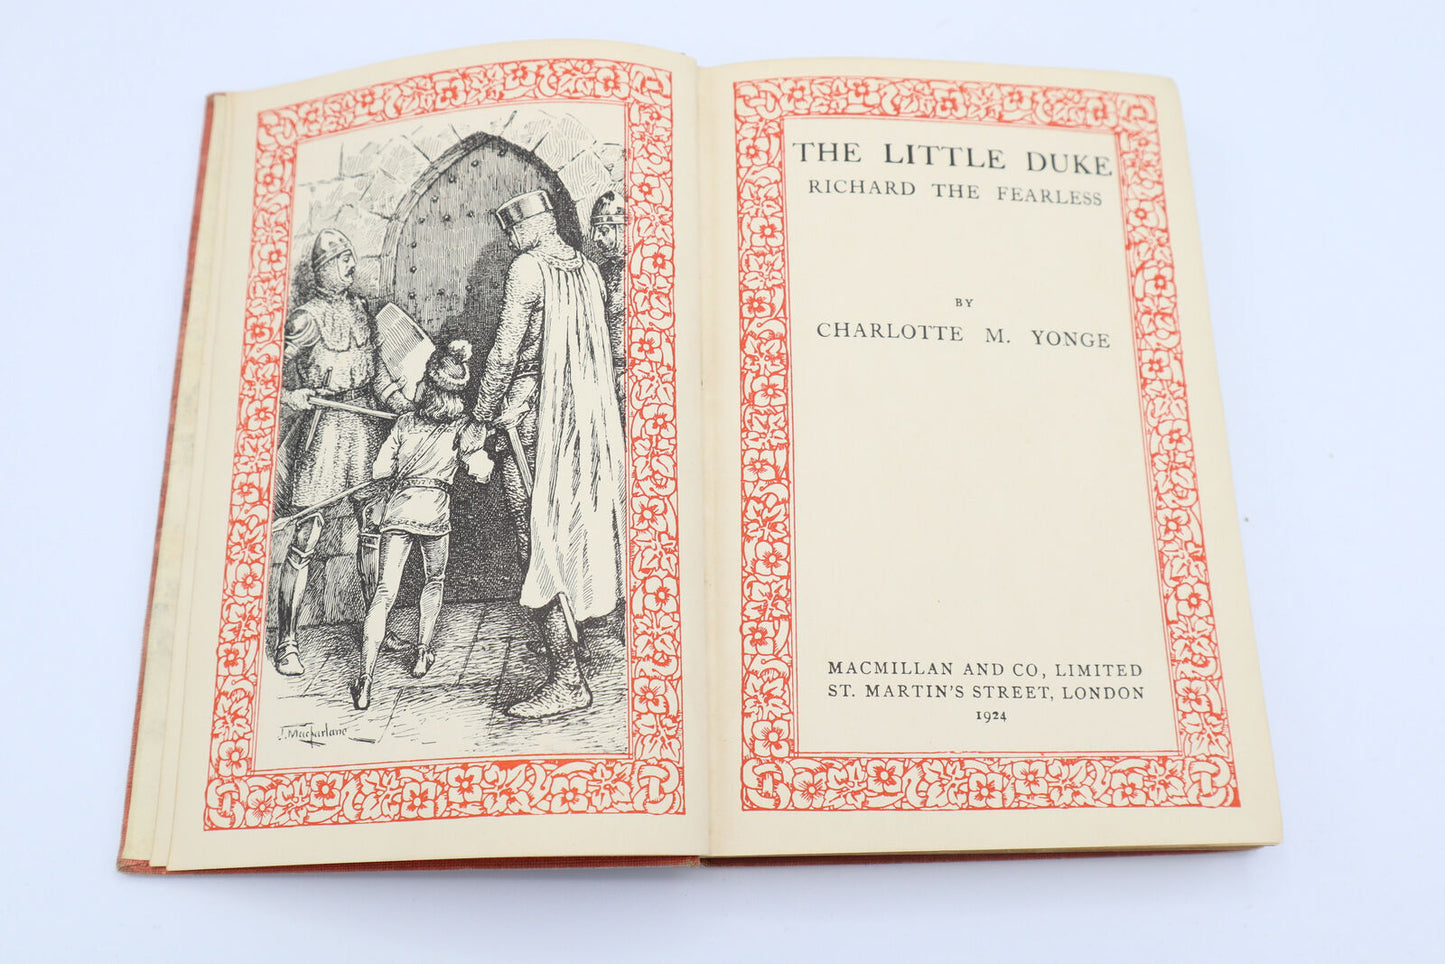 J. Macfarlane
THE LITTLE DUKE
RICHARD THE FEARLESS
BY
CHARLOTTE M. YONGE
MACMILLAN AND CO, LIMITED
ST. MARTIN'S STREET, LONDON
1924